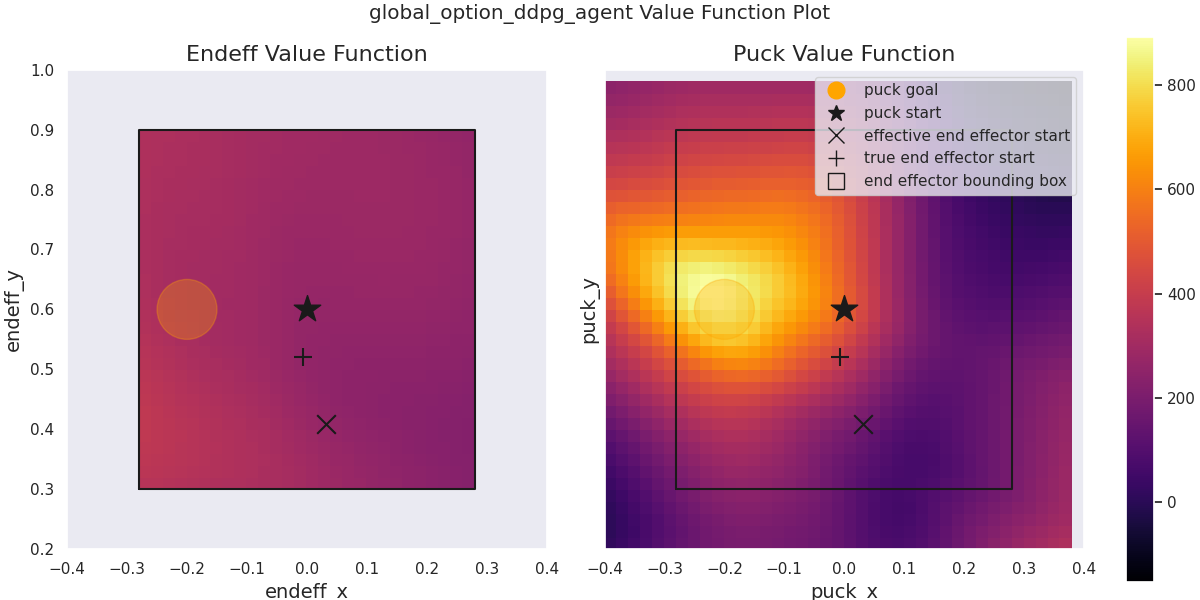 global_option_ddpg_agent Value Function Plot
Endeff Value Function
endeff_y
1.0
0.9
0.8
0.7
0.6
0.5
0.4
0.3
0.2
−0.4 −0.3 −0.2 −0.1 0.0 0.1 0.2 0.3 0.4
endeff_x
Puck Value Function
puck goal
puck start
effective end effector start
true end effector start
end effector bounding box
puck_y
−0.4 −0.3 −0.2 −0.1 0.0 0.1 0.2 0.3 0.4
puck_x
800
600
400
200
0